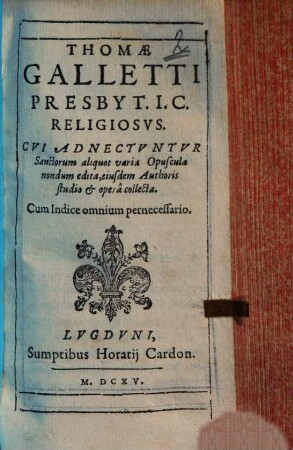 THOMÆ
GALLETTI
PRESBYT. I. C.
RELIGIOSVS.
CVI ADNECTVNTVR
Sanctorum aliquot varia Opuscula
nondum edita, eiusdem Authoris
studio & operâ collecta.
Cum Indice omnium pernecessario.
LVGDVNI,
Sumptibus Horatij Cardon.
M. DCXV.